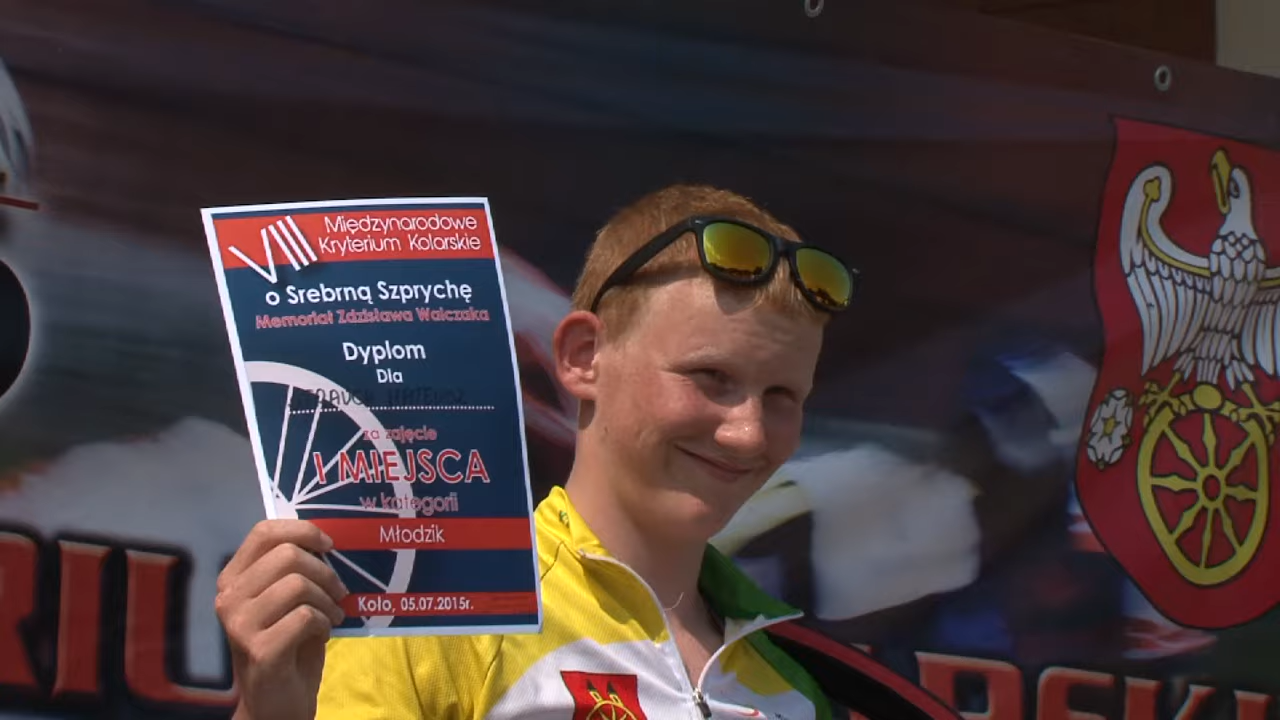 VIII Międzynarodowe
Kryterium Kolarskie
o Srebrną Szprychę
Memoriał Zdzisława Walczaka
Dyplom
Dla
MATEUSZ
za zajęcie
I MIEJSCA
w kategorii
Młodzik
Koło, 05.07.2015r.